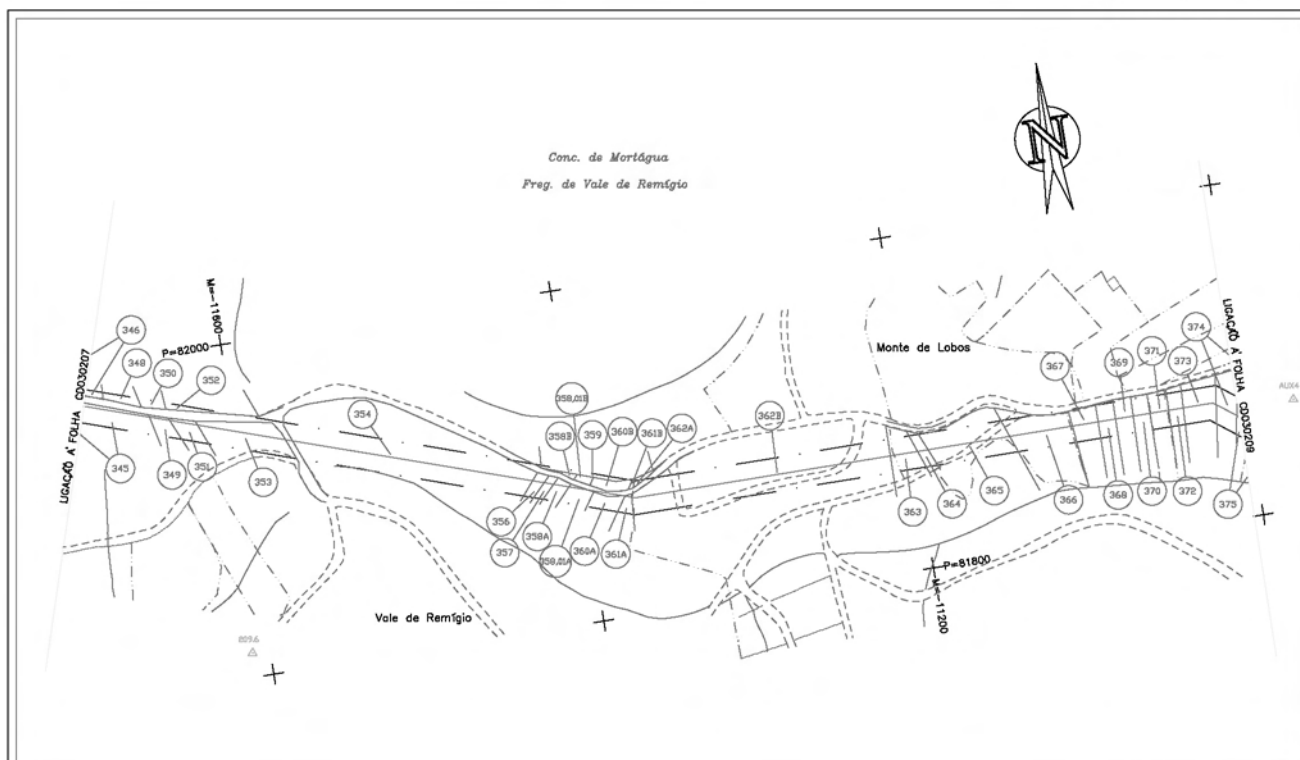 N
Conc. de Mortágua
Freg. de Vale de Remígio
LIGAÇÃO À FOLHA CD030207
346
348
350
352
P=82000
M=-11600
345
349
351
353
354
356
357
358A
358B
358,01A
358,01B
359
360A
360B
361A
361B
362A
362B
Monte de Lobos
363
364
365
366
367
368
369
370
371
372
373
374
375
LIGAÇÃO À FOLHA CD030209
AUX4
P=81800
M=-11200
Vale de Remígio